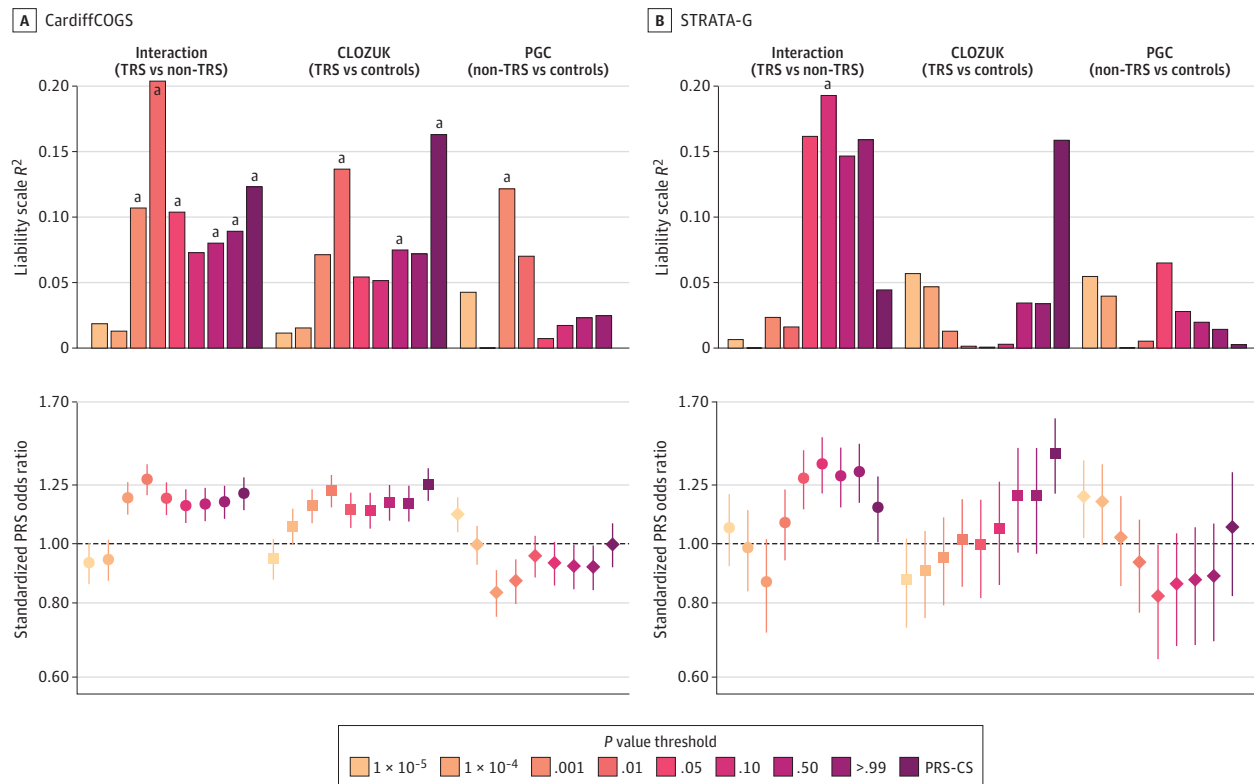 A CardiffCOGS
Interaction
(TRS vs non-TRS)
CLOZUK
(TRS vs controls)
PGC
(non-TRS vs controls)
Liability scale R²
0.20
0.15
0.10
0.05
0
a a a a a a
a a a
a
Standardized PRS odds ratio
1.70
1.25
1.00
0.80
0.60
B STRATA-G
Interaction
(TRS vs non-TRS)
CLOZUK
(TRS vs controls)
PGC
(non-TRS vs controls)
Liability scale R²
0.20
0.15
0.10
0.05
0
a
Standardized PRS odds ratio
1.70
1.25
1.00
0.80
0.60
P value threshold
1 × 10⁻⁵ 1 × 10⁻⁴ .001 .01 .05 .10 .50 >.99 PRS-CS